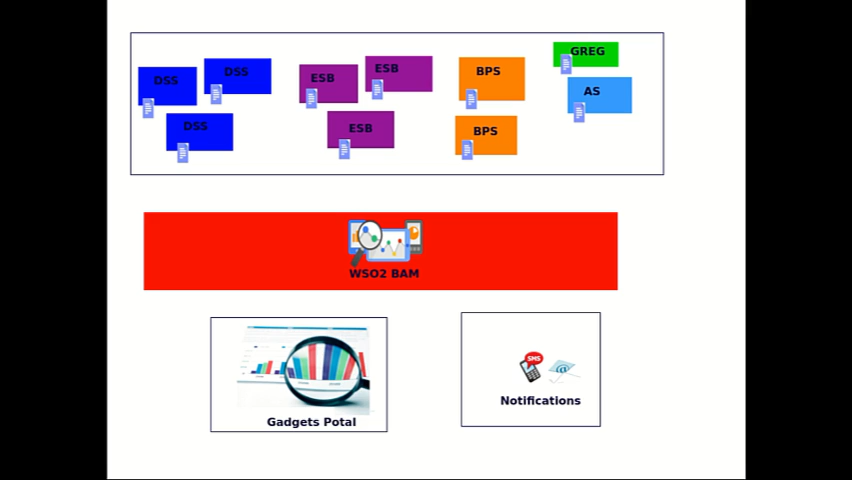 DSS
DSS
DSS
ESB
ESB
ESB
BPS
BPS
GREG
AS
WSO2 BAM
SMS
@
Gadgets Potal
Notifications